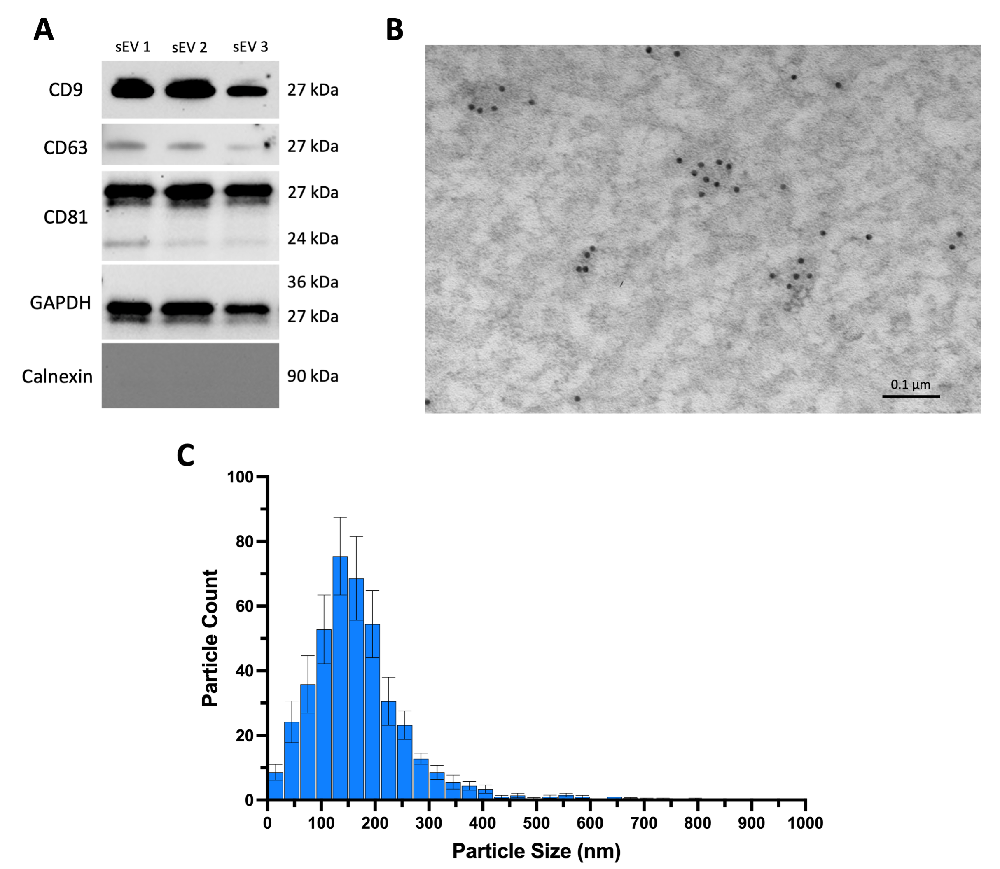 A
B
sEV 1 sEV 2 sEV 3
CD9 27 kDa
CD63 27 kDa
27 kDa
CD81
24 kDa
36 kDa
GAPDH
27 kDa
Calnexin 90 kDa
0.1 µm
C
100
80
60
40
20
0
Particle Count
0 100 200 300 400 500 600 700 800 900 1000
Particle Size (nm)